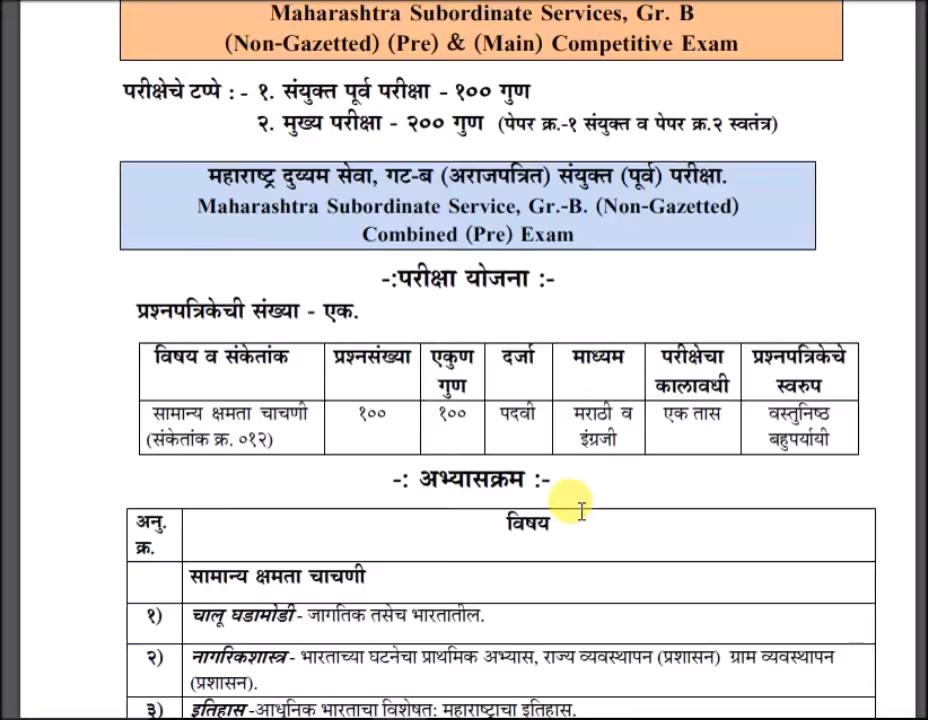 Maharashtra Subordinate Services, Gr. B
(Non-Gazetted) (Pre) & (Main) Competitive Exam
परीक्षेचे टप्पे : - १. संयुक्त पूर्व परीक्षा - १०० गुण
२. मुख्य परीक्षा - २०० गुण (पेपर क्र.-१ संयुक्त व पेपर क्र.२ स्वतंत्र)
महाराष्ट्र दुय्यम सेवा, गट-ब (अराजपत्रित) संयुक्त (पूर्व) परीक्षा.
Maharashtra Subordinate Service, Gr.-B. (Non-Gazetted)
Combined (Pre) Exam
-:परीक्षा योजना :-
प्रश्नपत्रिकेची संख्या - एक.
विषय व संकेतांक प्रश्नसंख्या एकुण गुण दर्जा माध्यम परीक्षेचा कालावधी प्रश्नपत्रिकेचे स्वरुप
सामान्य क्षमता चाचणी (संकेतांक क्र. ०१२) १०० १०० पदवी मराठी व इंग्रजी एक तास वस्तुनिष्ठ बहुपर्यायी
-: अभ्यासक्रम :-
अनु. क्र. विषय
सामान्य क्षमता चाचणी
१) चालू घडामोडी - जागतिक तसेच भारतातील.
२) नागरिकशास्त्र - भारताच्या घटनेचा प्राथमिक अभ्यास, राज्य व्यवस्थापन (प्रशासन) ग्राम व्यवस्थापन
(प्रशासन).
३) इतिहास -आधुनिक भारताचा विशेषत: महाराष्ट्राचा इतिहास.